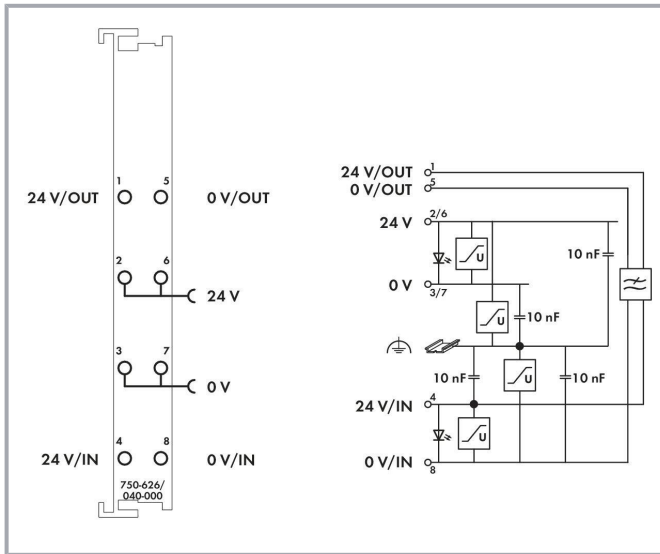 1
5
24 V/OUT
0 V/OUT
2
6
24 V
3
7
0 V
4
8
24 V/IN
0 V/IN
750-626/
040-000
24 V/OUT 1
0 V/OUT 5
24 V 2/6
10 nF
U
0 V 3/7
U
10 nF
10 nF
U
10 nF
24 V/IN 4
U
0 V/IN 8